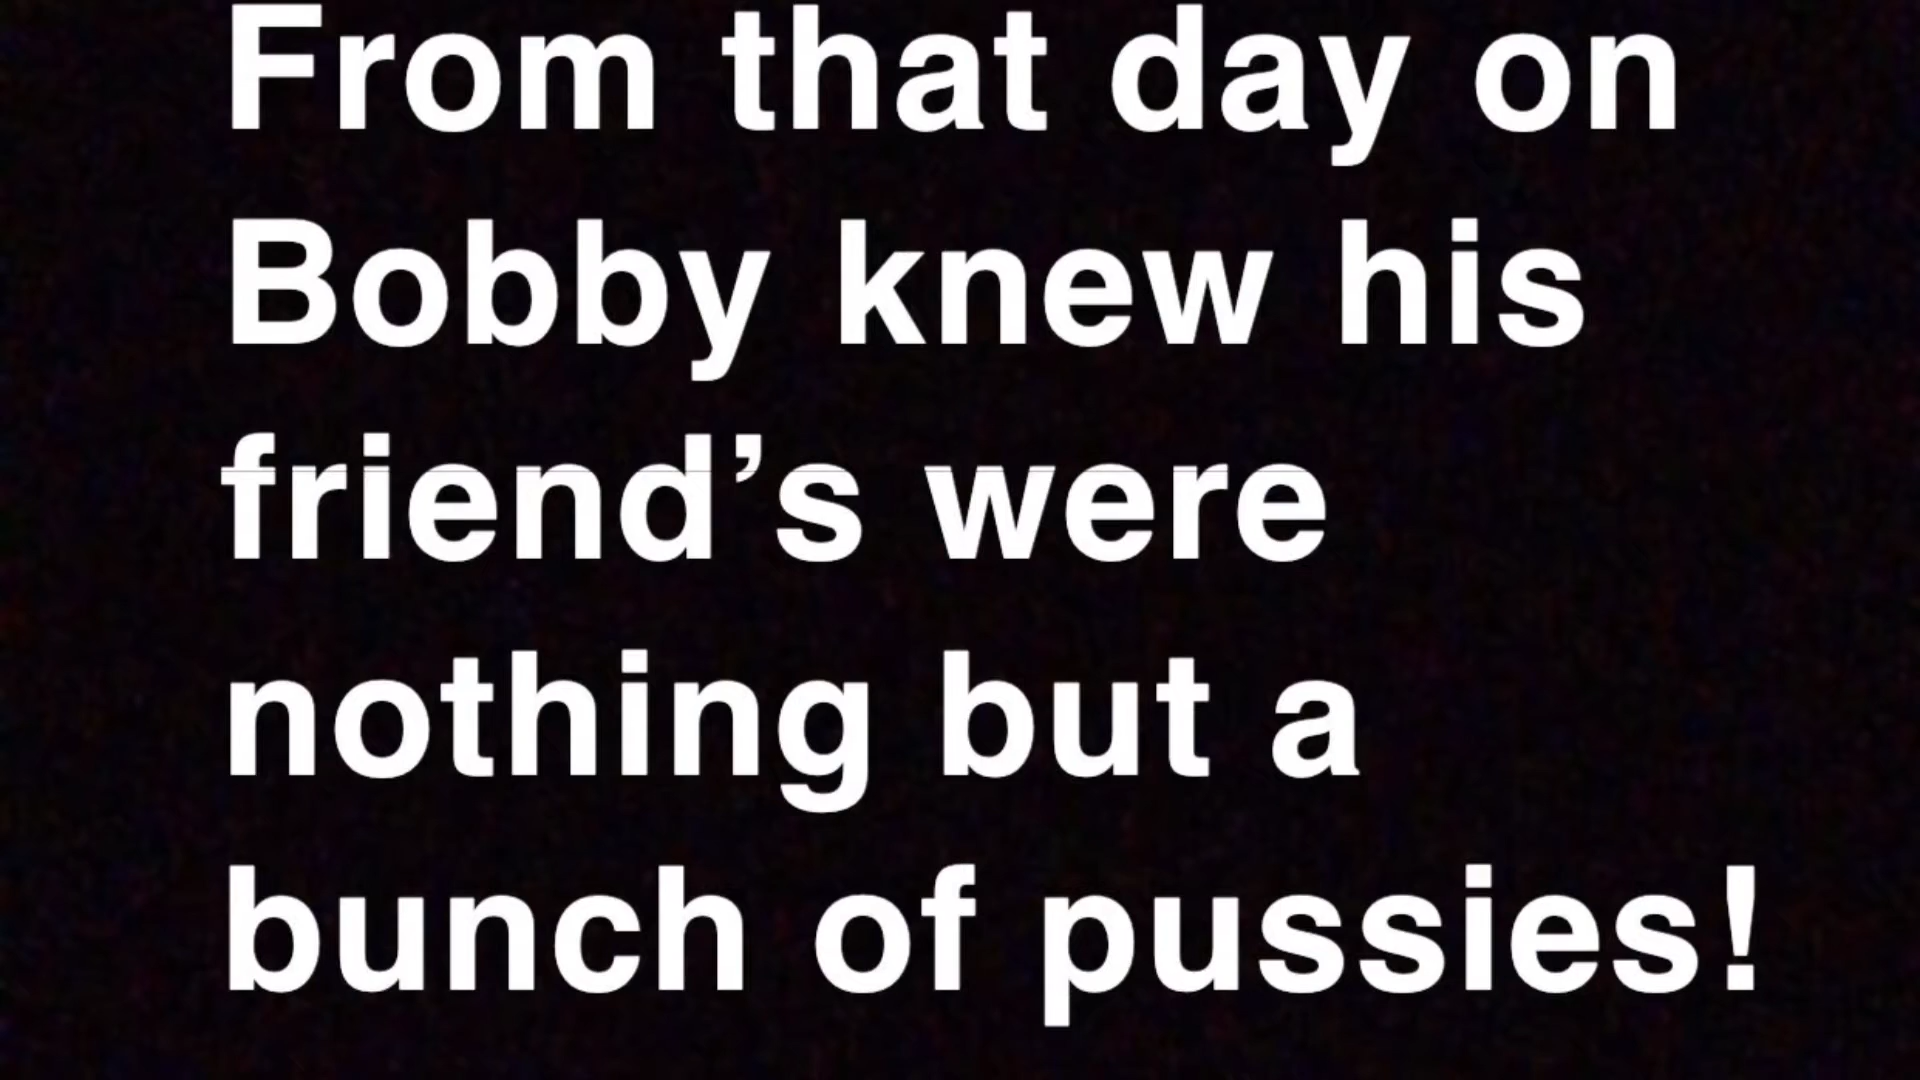 From that day on
Bobby knew his
friend’s were
nothing but a
bunch of pussies!